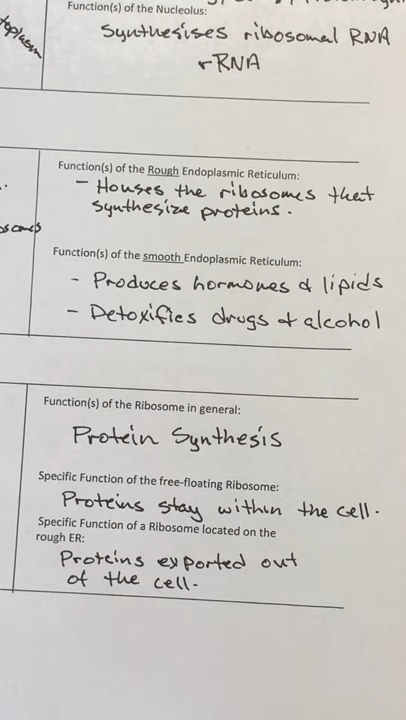 Function(s) of the Nucleolus:
Synthesises ribosomal RNA
rRNA
Function(s) of the Rough Endoplasmic Reticulum:
- Houses the ribosomes that
synthesize proteins.
Function(s) of the smooth Endoplasmic Reticulum:
- Produces hormones & lipids
- Detoxifies drugs & alcohol
Function(s) of the Ribosome in general:
Protein Synthesis
Specific Function of the free-floating Ribosome:
Proteins stay within the cell.
Specific Function of a Ribosome located on the
rough ER:
Proteins exported out
of the cell.